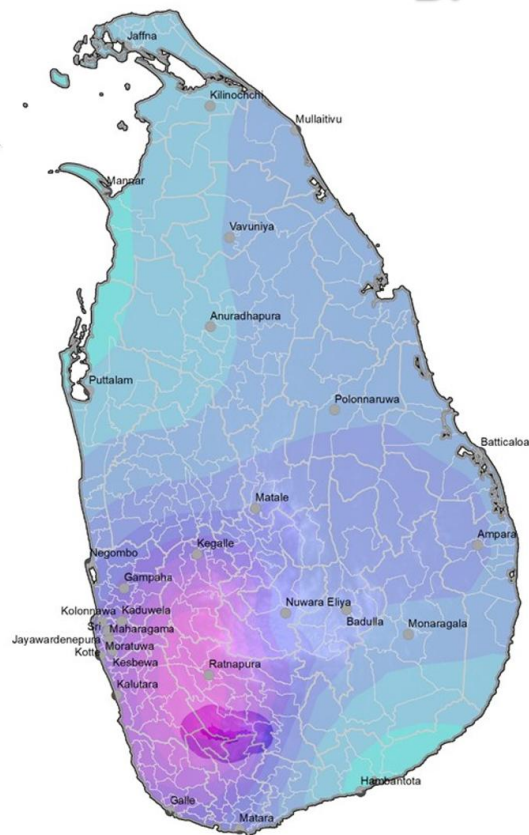 Jaffna
Kilinochchi
Mullaitivu
Mannar
Vavuniya
Anuradhapura
Puttalam
Polonnaruwa
Batticaloa
Matale
Ampara
Kegalle
Negombo
Gampaha
Kolonnawa
Kaduwela
Nuwara Eliya
Badulla
Sri
Maharagama
Monaragala
Jayawardenepura
Moratuwa
Kotte
Kesbewa
Ratnapura
Kalutara
Hambantota
Galle
Matara